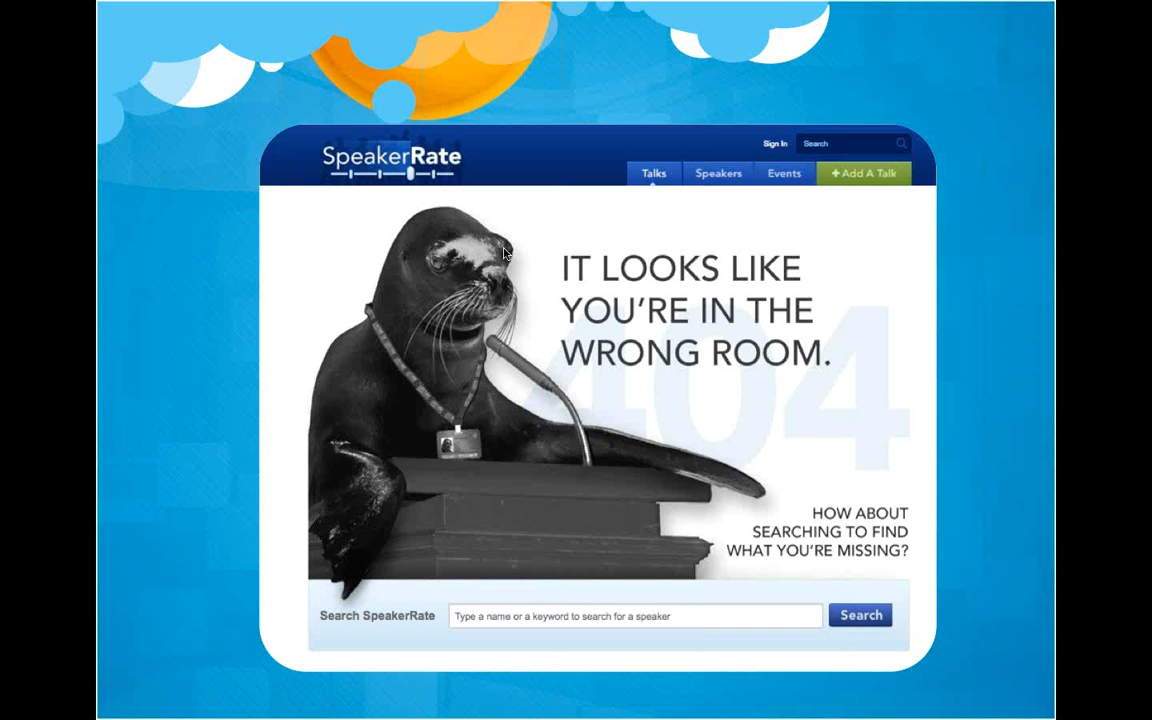 SpeakerRate
Sign In
Search
Talks
Speakers
Events
+ Add A Talk
404
IT LOOKS LIKE
YOU'RE IN THE
WRONG ROOM.
HOW ABOUT
SEARCHING TO FIND
WHAT YOU'RE MISSING?
Search SpeakerRate
Type a name or a keyword to search for a speaker
Search